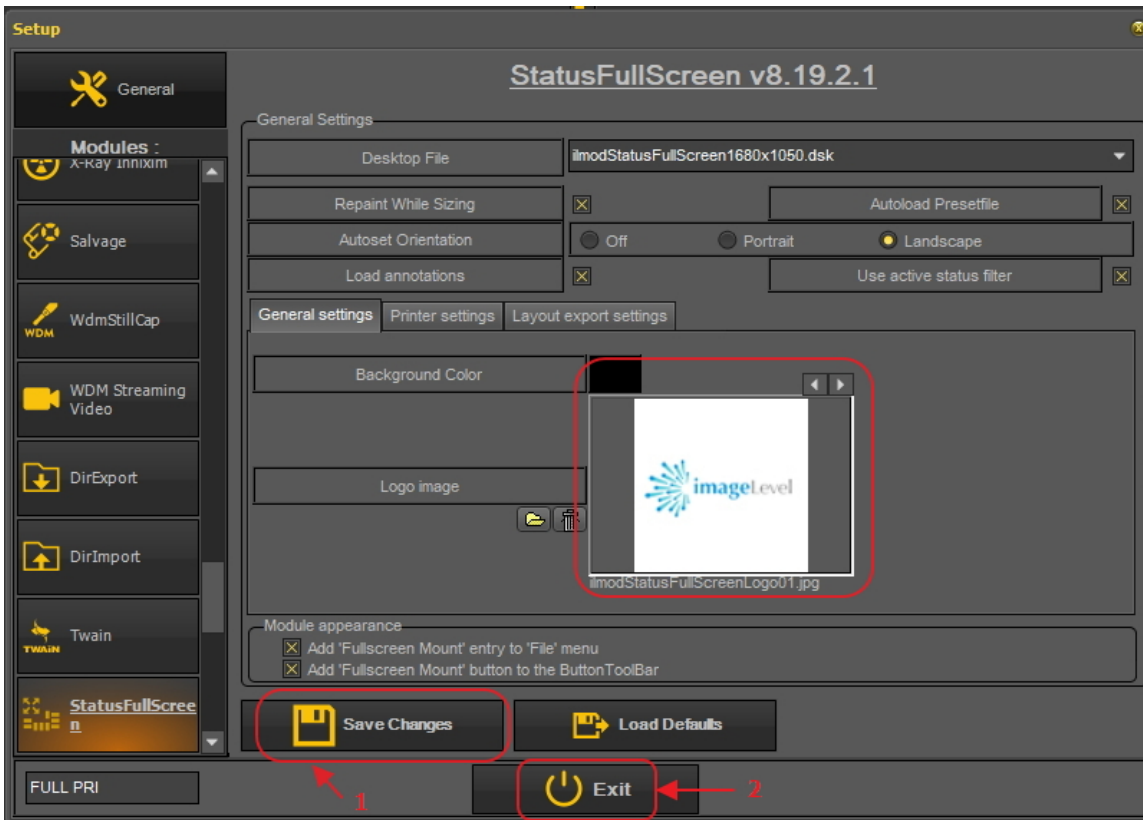 Setup
General
Modules :
X-Ray Innixim
Salvage
WDM
WdmStillCap
WDM Streaming
Video
DirExport
DirImport
TWAIN
Twain
StatusFullScree
n
FULL PRI
StatusFullScreen v8.19.2.1
General Settings
Desktop File
ilmodStatusFullScreen1680x1050.dsk
Repaint While Sizing
Autoload Presetfile
Autoset Orientation
Off
Portrait
Landscape
Load annotations
Use active status filter
General settings
Printer settings
Layout export settings
Background Color
Logo image
imageLevel
ilmodStatusFullScreenLogo01.jpg
Module appearance
Add 'Fullscreen Mount' entry to 'File' menu
Add 'Fullscreen Mount' button to the ButtonToolBar
Save Changes
Load Defaults
1
Exit
2